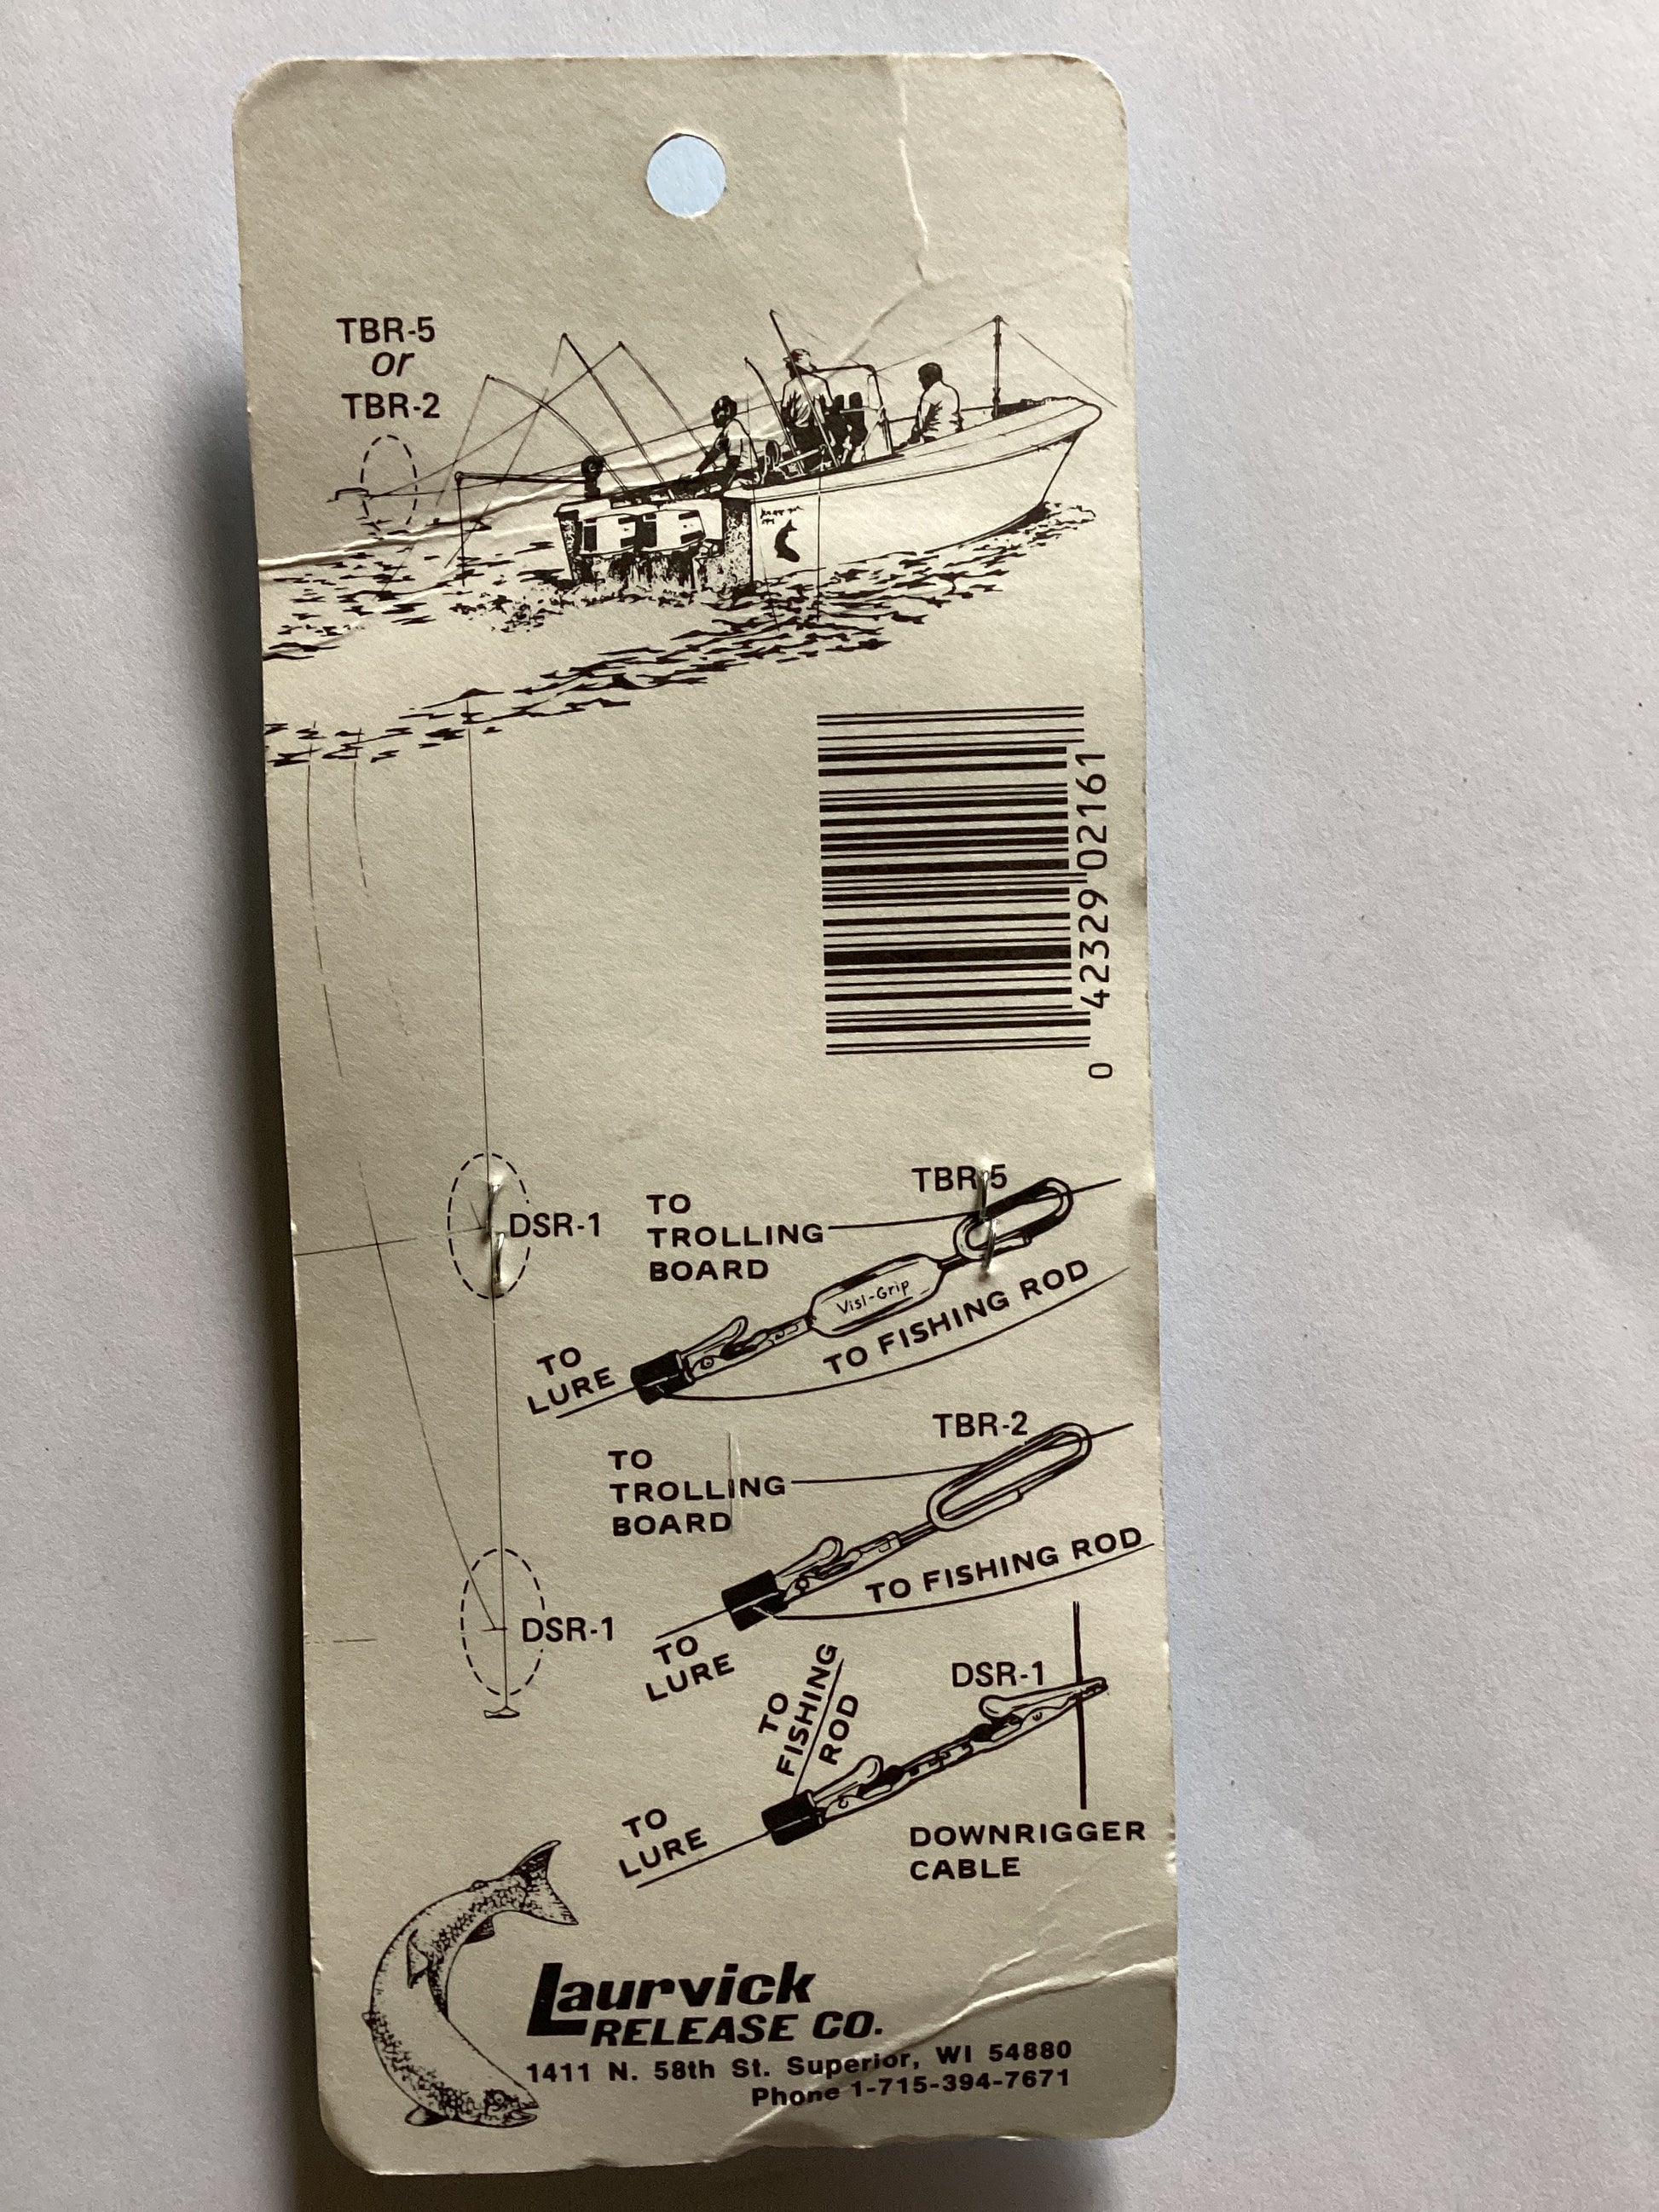 TBR-5
or
TBR-2
0 42329 02161
DSR-1
TBR-5
TO
TROLLING
BOARD
Visi-Grip
TO FISHING ROD
TO
LURE
TBR-2
TO
TROLLING
BOARD
TO FISHING ROD
TO
LURE
DSR-1
DSR-1
TO
FISHING
ROD
TO
LURE
DOWNRIGGER
CABLE
Laurvick
RELEASE CO.
1411 N. 58th St. Superior, WI 54880
Phone 1-715-394-7671